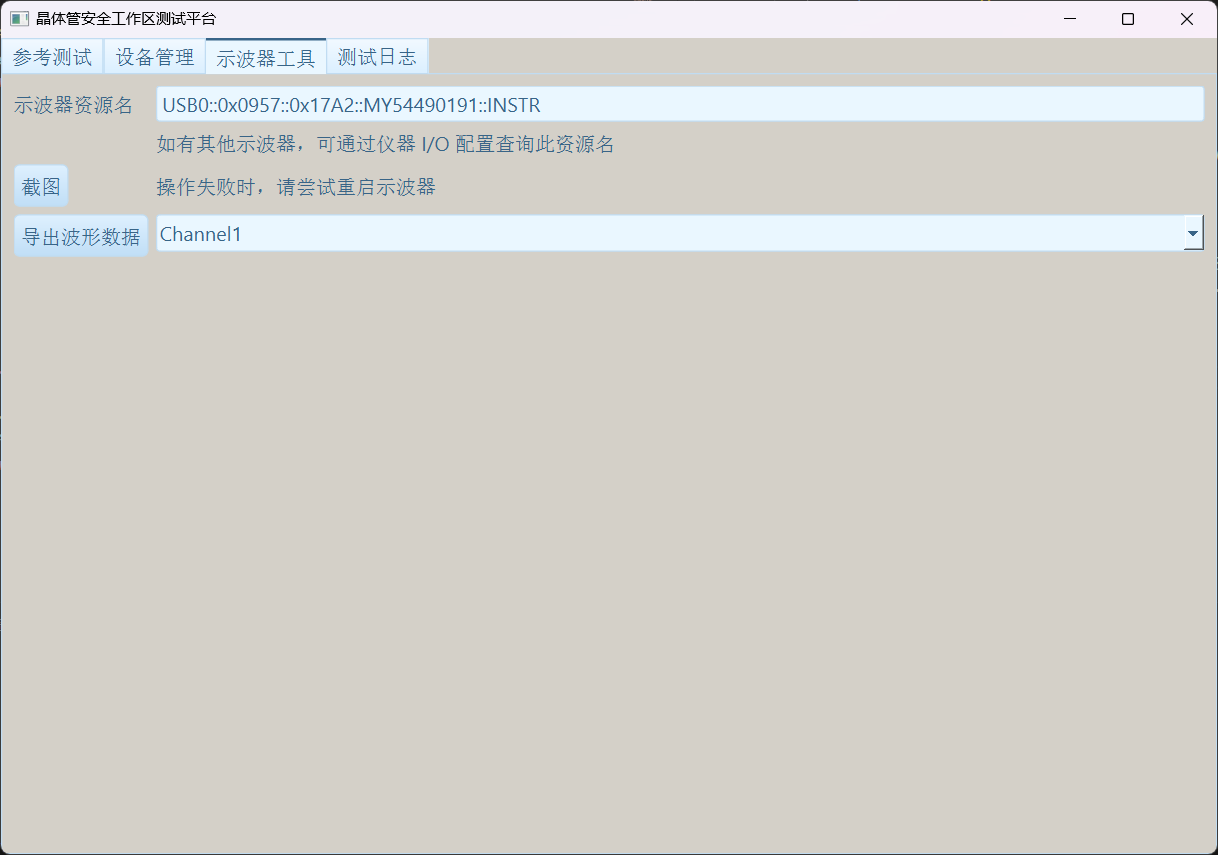 晶体管安全工作区测试平台
参考测试 设备管理 示波器工具 测试日志
示波器资源名 USB0::0x0957::0x17A2::MY54490191::INSTR
如有其他示波器，可通过仪器 I/O 配置查询此资源名
截图 操作失败时，请尝试重启示波器
导出波形数据 Channel1